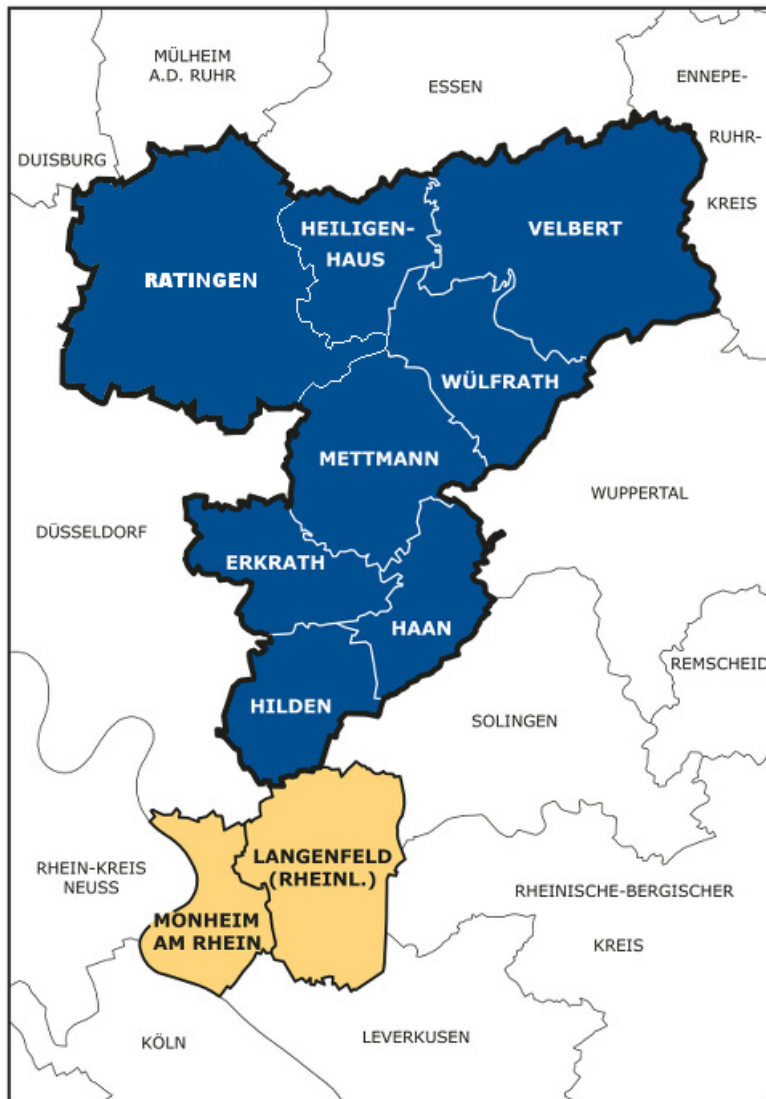 MÜLHEIM
A.D. RUHR
ESSEN
ENNEPE-
RUHR-
KREIS
DUISBURG
HEILIGEN-
HAUS
VELBERT
RATINGEN
WÜLFRATH
METTMANN
WUPPERTAL
DÜSSELDORF
ERKRATH
HAAN
REMSCHEID
HILDEN
SOLINGEN
LANGENFELD
(RHEINL.)
RHEIN-KREIS
NEUSS
RHEINISCHE-BERGISCHER
KREIS
MONHEIM
AM RHEIN
KÖLN
LEVERKUSEN